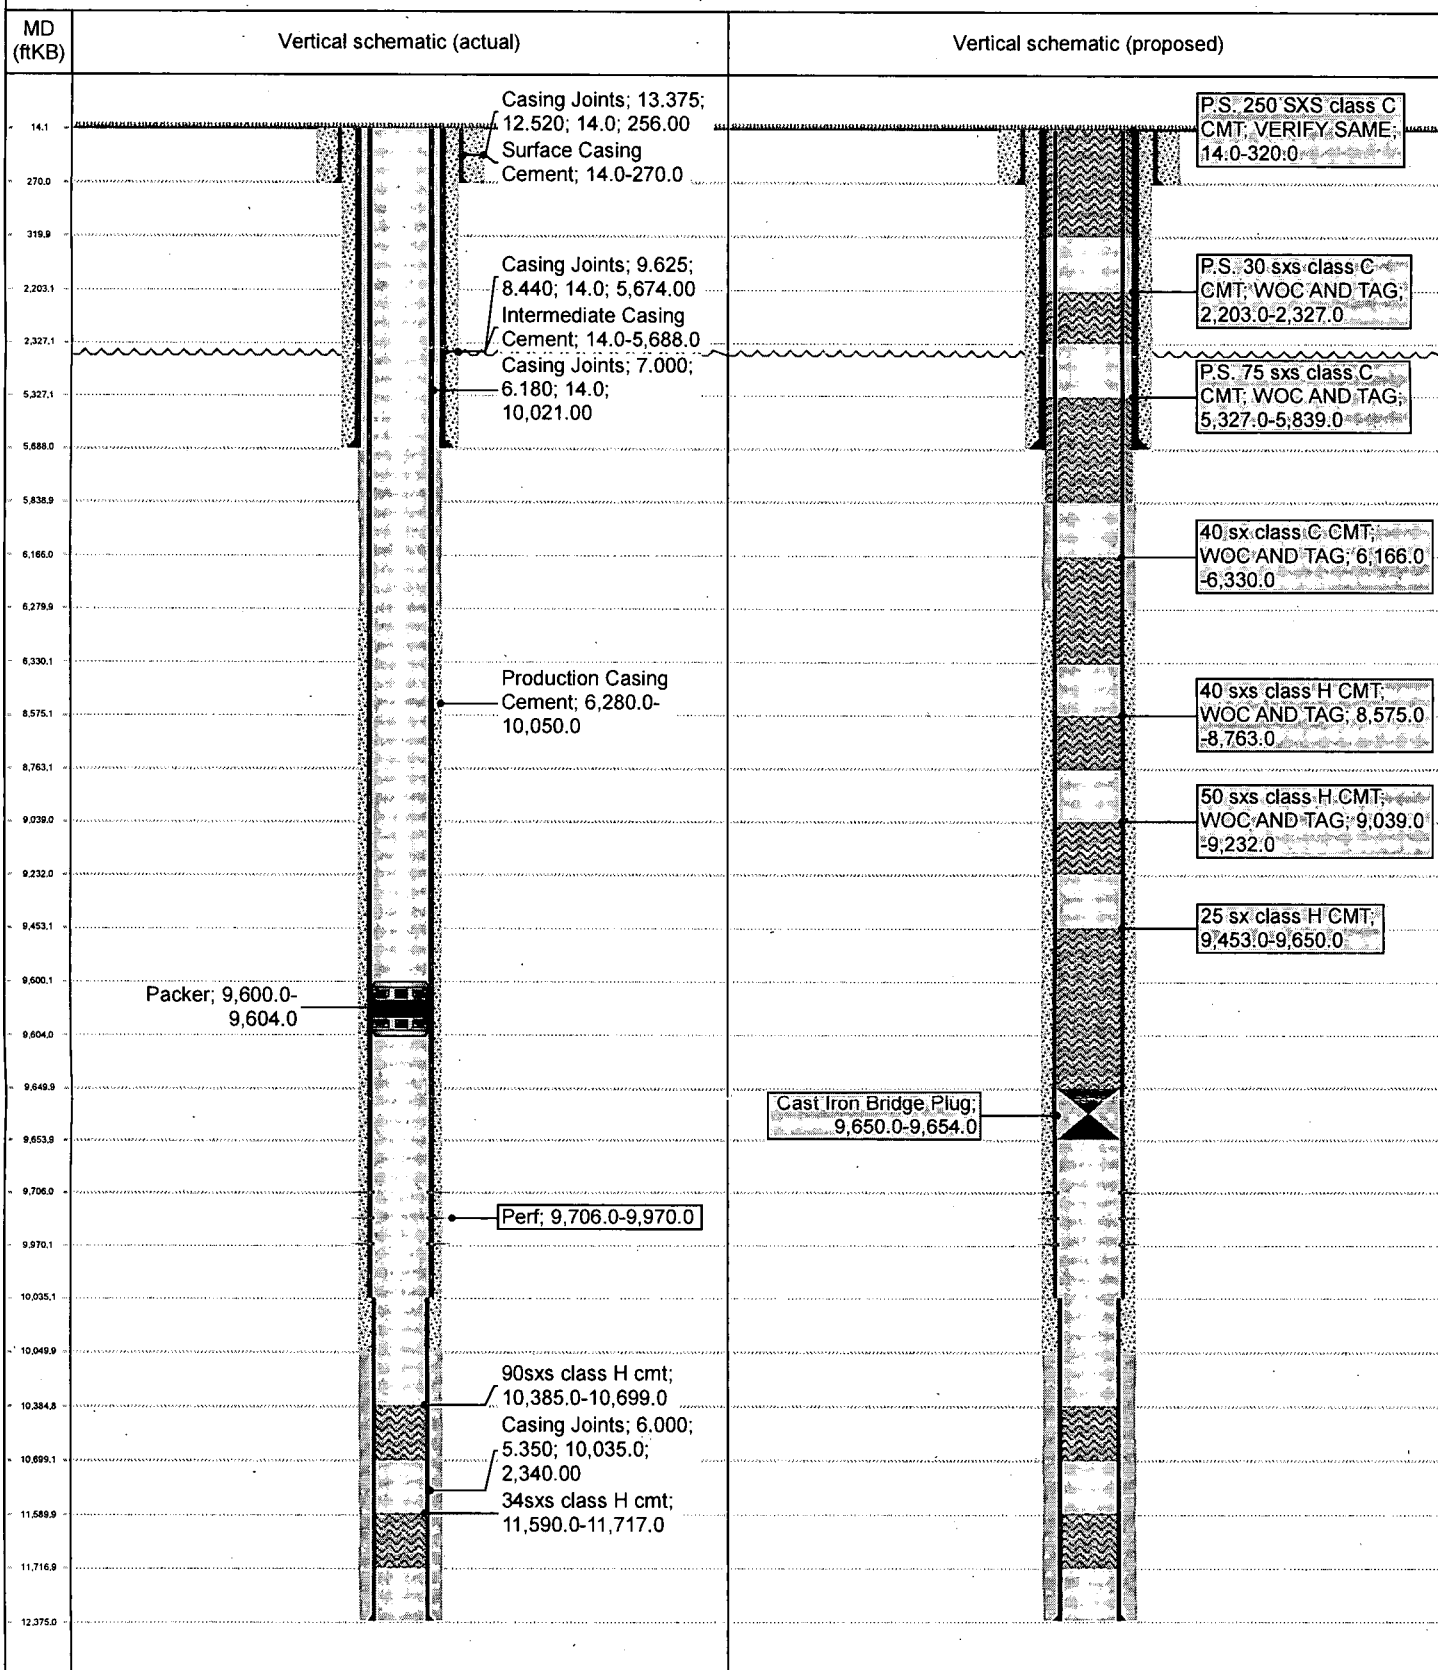 MD
(ftKB)
Vertical schematic (actual)
Vertical schematic (proposed)
14.1
270.0
319.9
2,203.1
2,327.1
5,327.1
5,688.0
5,838.9
6,166.0
6,279.9
6,330.1
8,575.1
8,763.1
9,039.0
9,232.0
9,453.1
9,600.1
9,604.0
9,649.9
9,653.9
9,706.0
9,970.1
10,035.1
10,049.9
10,384.8
10,699.1
11,589.9
11,716.9
12,375.0
Casing Joints; 13.375;
12.520; 14.0; 256.00
Surface Casing
Cement; 14.0-270.0
Casing Joints; 9.625;
8.440; 14.0; 5,674.00
Intermediate Casing
Cement; 14.0-5,688.0
Casing Joints; 7.000;
6.180; 14.0;
10,021.00
Production Casing
Cement; 6,280.0-
10,050.0
Packer; 9,600.0-
9,604.0
Perf; 9,706.0-9,970.0
90sxs class H cmt;
10,385.0-10,699.0
Casing Joints; 6.000;
5.350; 10,035.0;
2,340.00
34sxs class H cmt;
11,590.0-11,717.0
P.S. 250 SXS class C
CMT; VERIFY SAME;
14.0-320.0
P.S. 30 sxs class C
CMT; WOC AND TAG;
2,203.0-2,327.0
P.S. 75 sxs class C
CMT; WOC AND TAG;
5,327.0-5,839.0
40 sx class C CMT;
WOC AND TAG; 6,166.0
-6,330.0
40 sxs class H CMT;
WOC AND TAG; 8,575.0
-8,763.0
50 sxs class H CMT;
WOC AND TAG; 9,039.0
-9,232.0
25 sx class H CMT;
9,453.0-9,650.0
Cast Iron Bridge Plug;
9,650.0-9,654.0